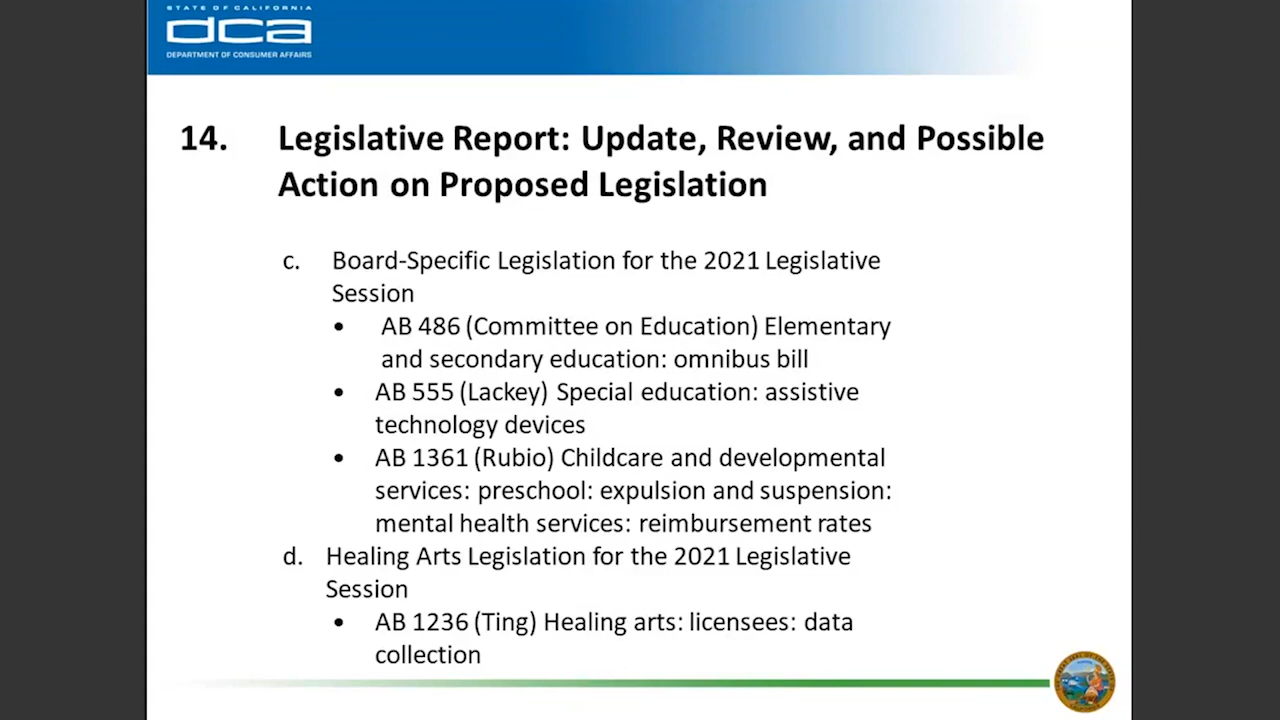 STATE OF CALIFORNIA
dca
DEPARTMENT OF CONSUMER AFFAIRS
14. Legislative Report: Update, Review, and Possible
Action on Proposed Legislation
c. Board-Specific Legislation for the 2021 Legislative
Session
• AB 486 (Committee on Education) Elementary
and secondary education: omnibus bill
• AB 555 (Lackey) Special education: assistive
technology devices
• AB 1361 (Rubio) Childcare and developmental
services: preschool: expulsion and suspension:
mental health services: reimbursement rates
d. Healing Arts Legislation for the 2021 Legislative
Session
• AB 1236 (Ting) Healing arts: licensees: data
collection